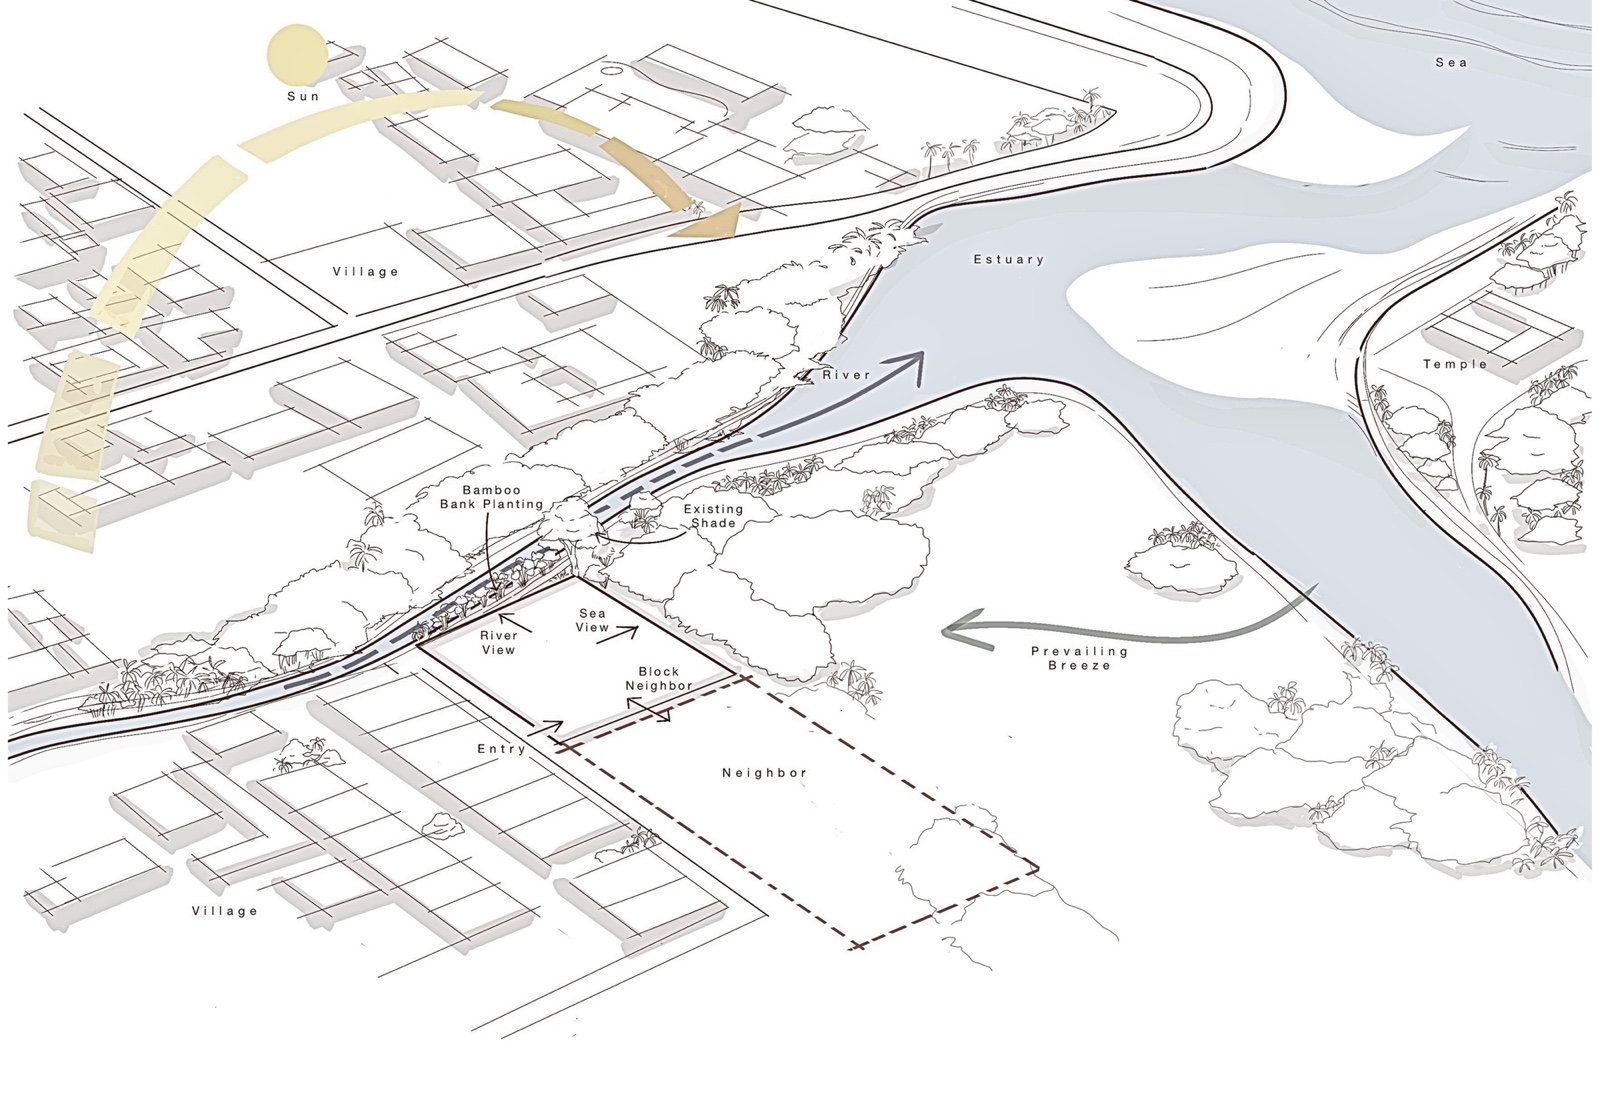 Sun
Sea
Village
Estuary
Temple
River
Bamboo
Bank Planting
Existing
Shade
Sea
View
River
View
Prevailing
Breeze
Block
Neighbor
Entry
Neighbor
Village